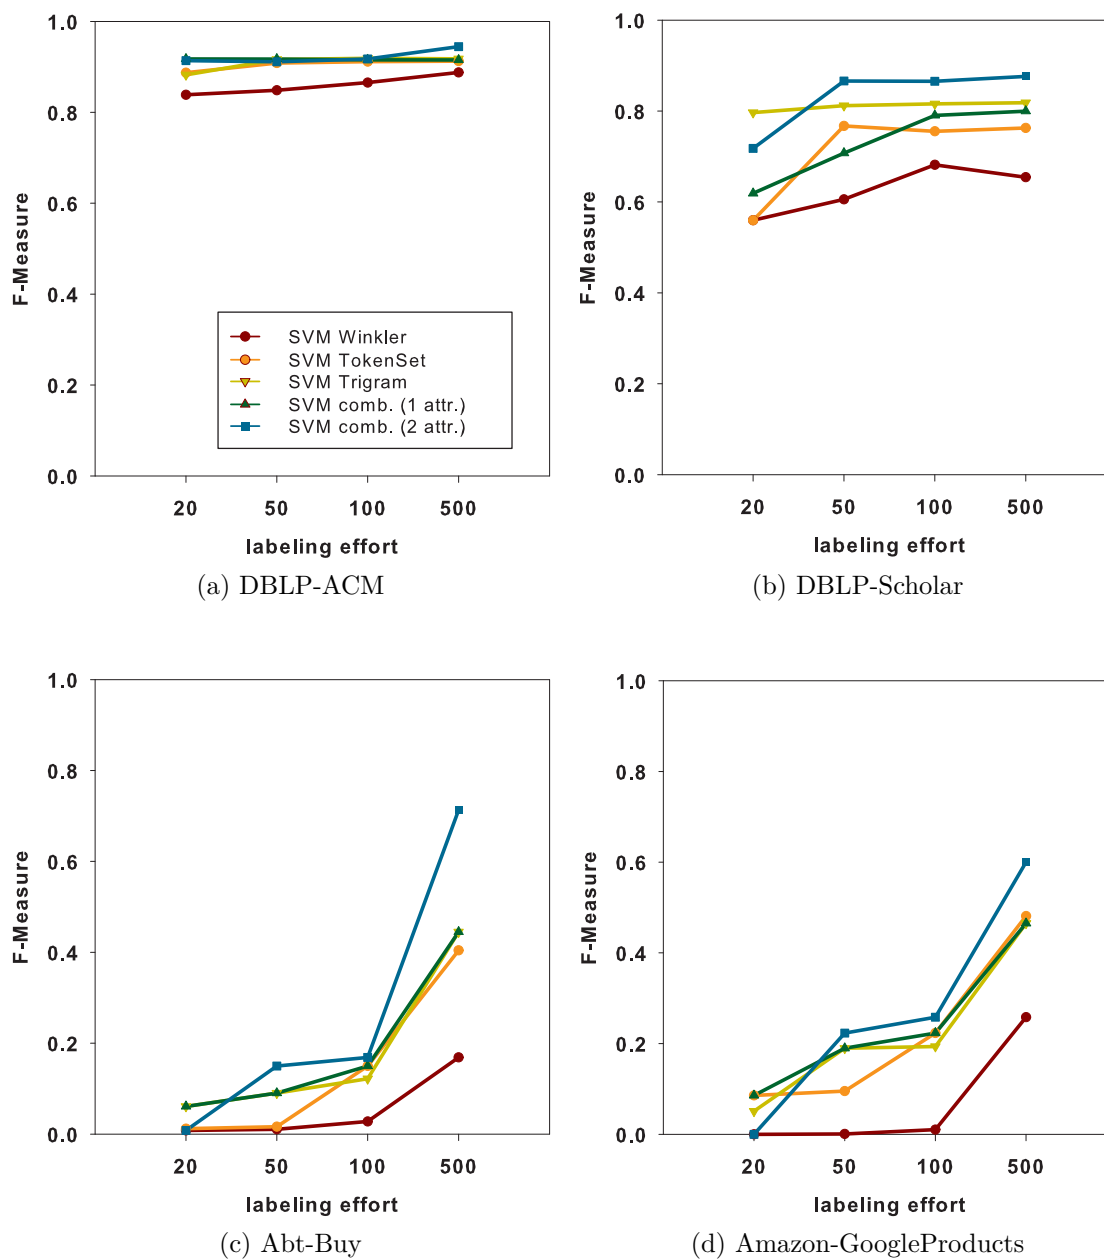 1.0
0.8
0.6
0.4
0.2
0.0
F-Measure
SVM Winkler
SVM TokenSet
SVM Trigram
SVM comb. (1 attr.)
SVM comb. (2 attr.)
20 50 100 500
labeling effort
(a) DBLP-ACM
1.0
0.8
0.6
0.4
0.2
0.0
F-Measure
20 50 100 500
labeling effort
(b) DBLP-Scholar
1.0
0.8
0.6
0.4
0.2
0.0
F-Measure
20 50 100 500
labeling effort
(c) Abt-Buy
1.0
0.8
0.6
0.4
0.2
0.0
F-Measure
20 50 100 500
labeling effort
(d) Amazon-GoogleProducts